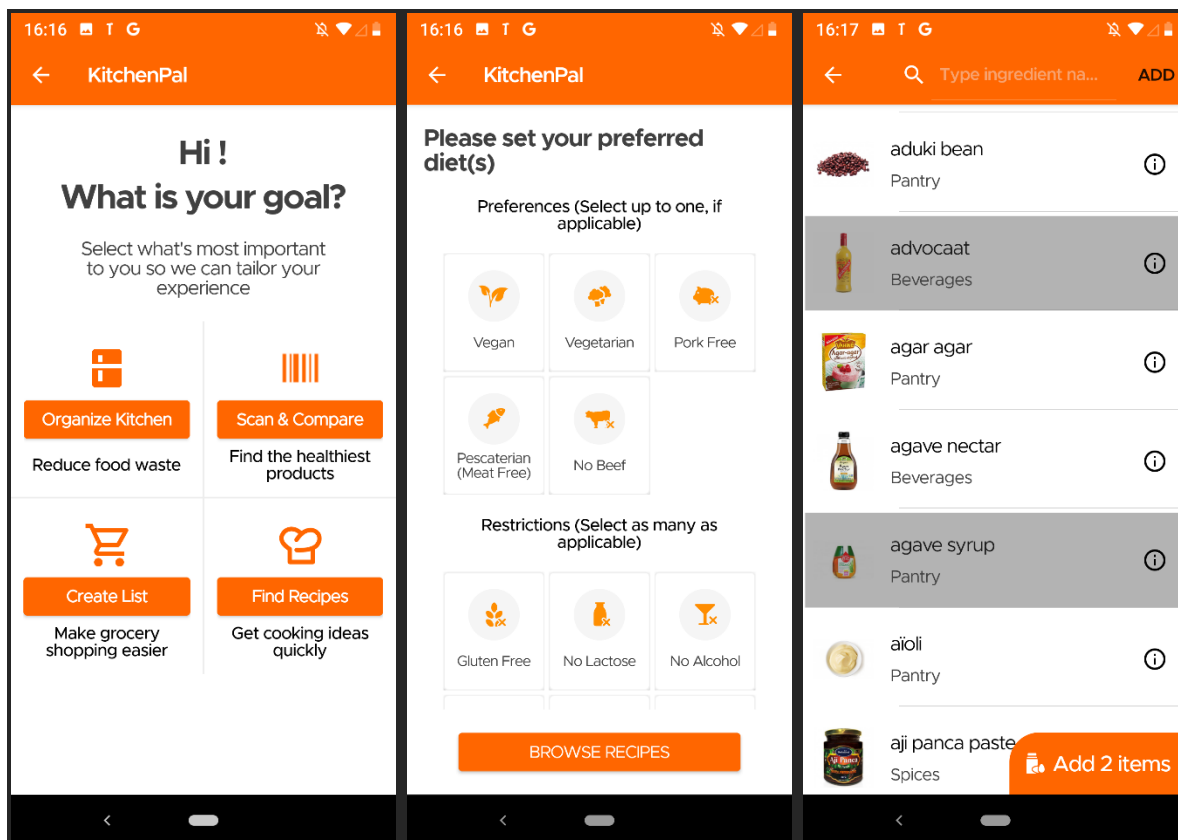 16:16 T G
KitchenPal
Hi !
What is your goal?
Select what's most important
to you so we can tailor your
experience
Organize Kitchen
Reduce food waste
Scan & Compare
Find the healthiest
products
Create List
Make grocery
shopping easier
Find Recipes
Get cooking ideas
quickly
16:16 T G
KitchenPal
Please set your preferred
diet(s)
Preferences (Select up to one, if
applicable)
Vegan
Vegetarian
Pork Free
Pescaterian
(Meat Free)
No Beef
Restrictions (Select as many as
applicable)
Gluten Free
No Lactose
No Alcohol
BROWSE RECIPES
16:17 T G
Type ingredient na...
ADD
aduki bean
Pantry
advocaat
Beverages
agar agar
Pantry
agave nectar
Beverages
agave syrup
Pantry
aïoli
Pantry
aji panca paste
Spices
Add 2 items